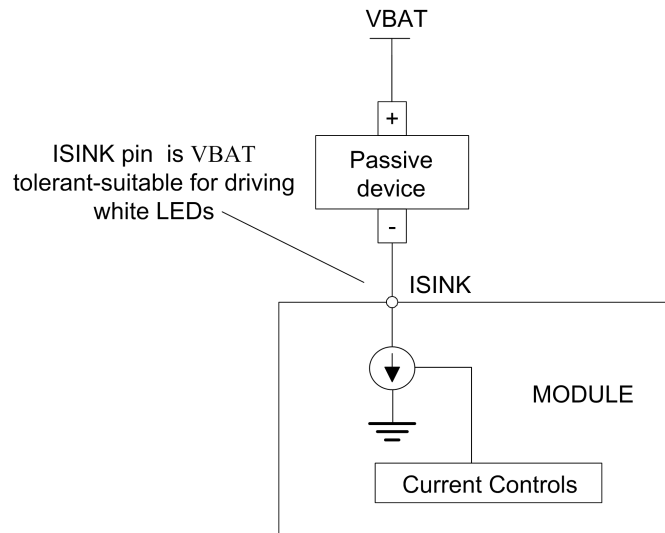 VBAT
+
ISINK pin is VBAT
tolerant-suitable for driving
white LEDs
Passive
device
-
ISINK
MODULE
Current Controls